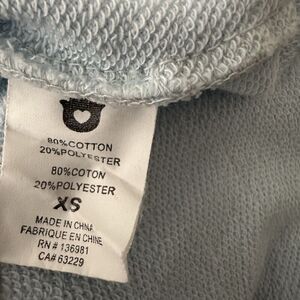 80%COTTON
20%POLYESTER
80%COTON
20%POLYESTER
XS
MADE IN CHINA
FABRIQUE EN CHINE
RN # 136981
CA# 63229